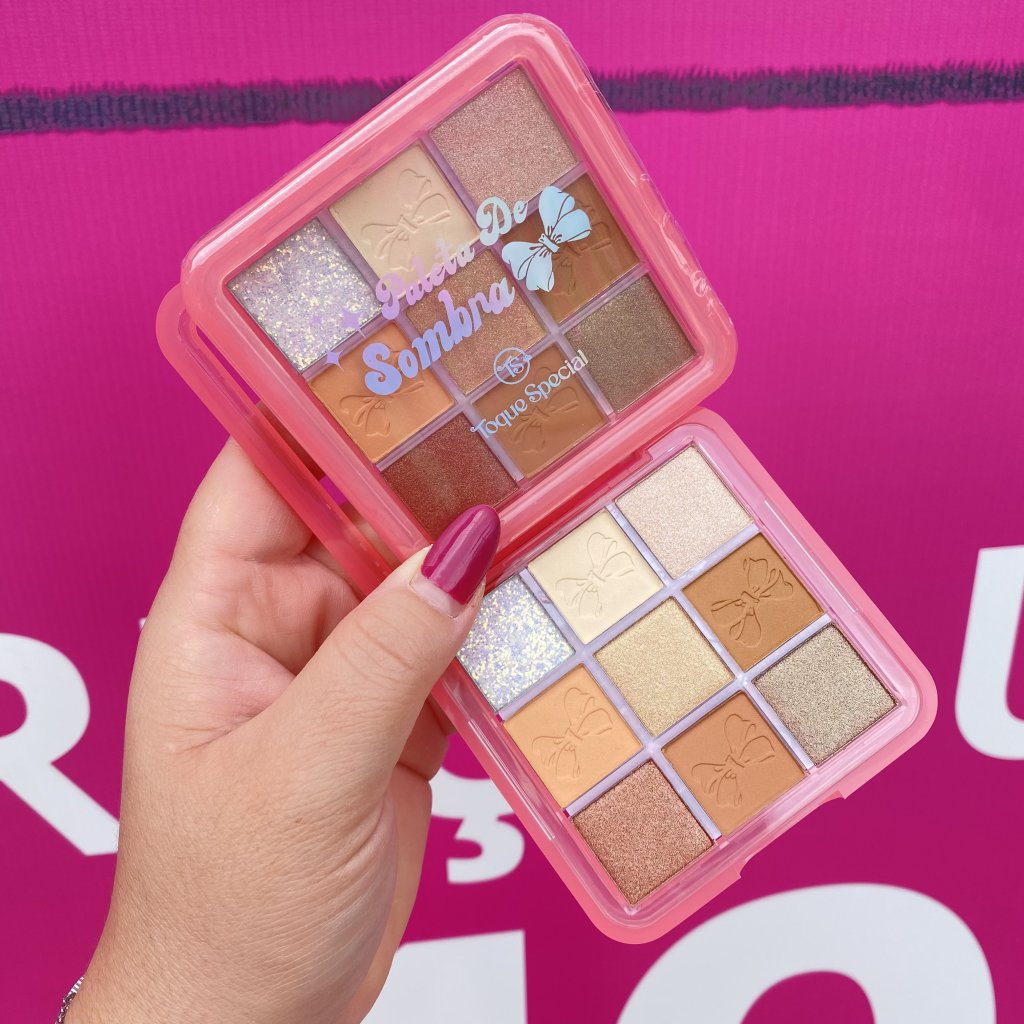 Paleta De
Sombra
TS
Toque Special
R Ç U